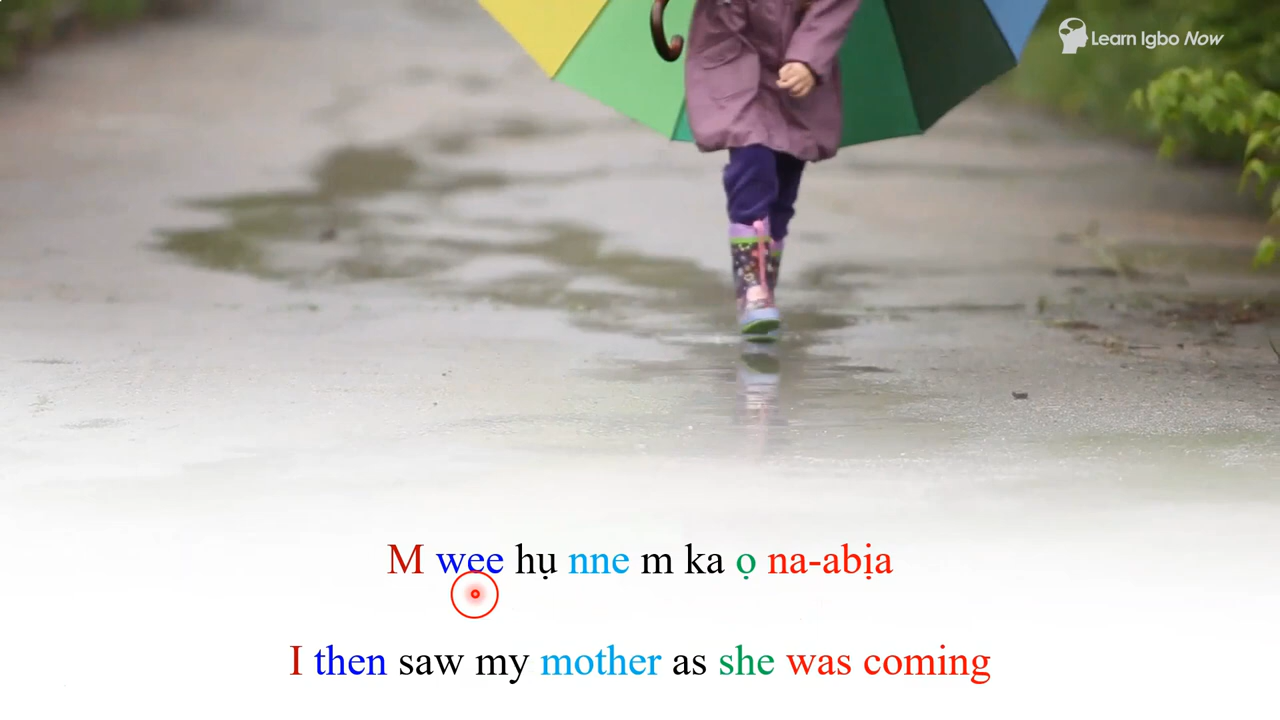 Learn Igbo Now
M wee hụ nne m ka ọ na-abịa
I then saw my mother as she was coming